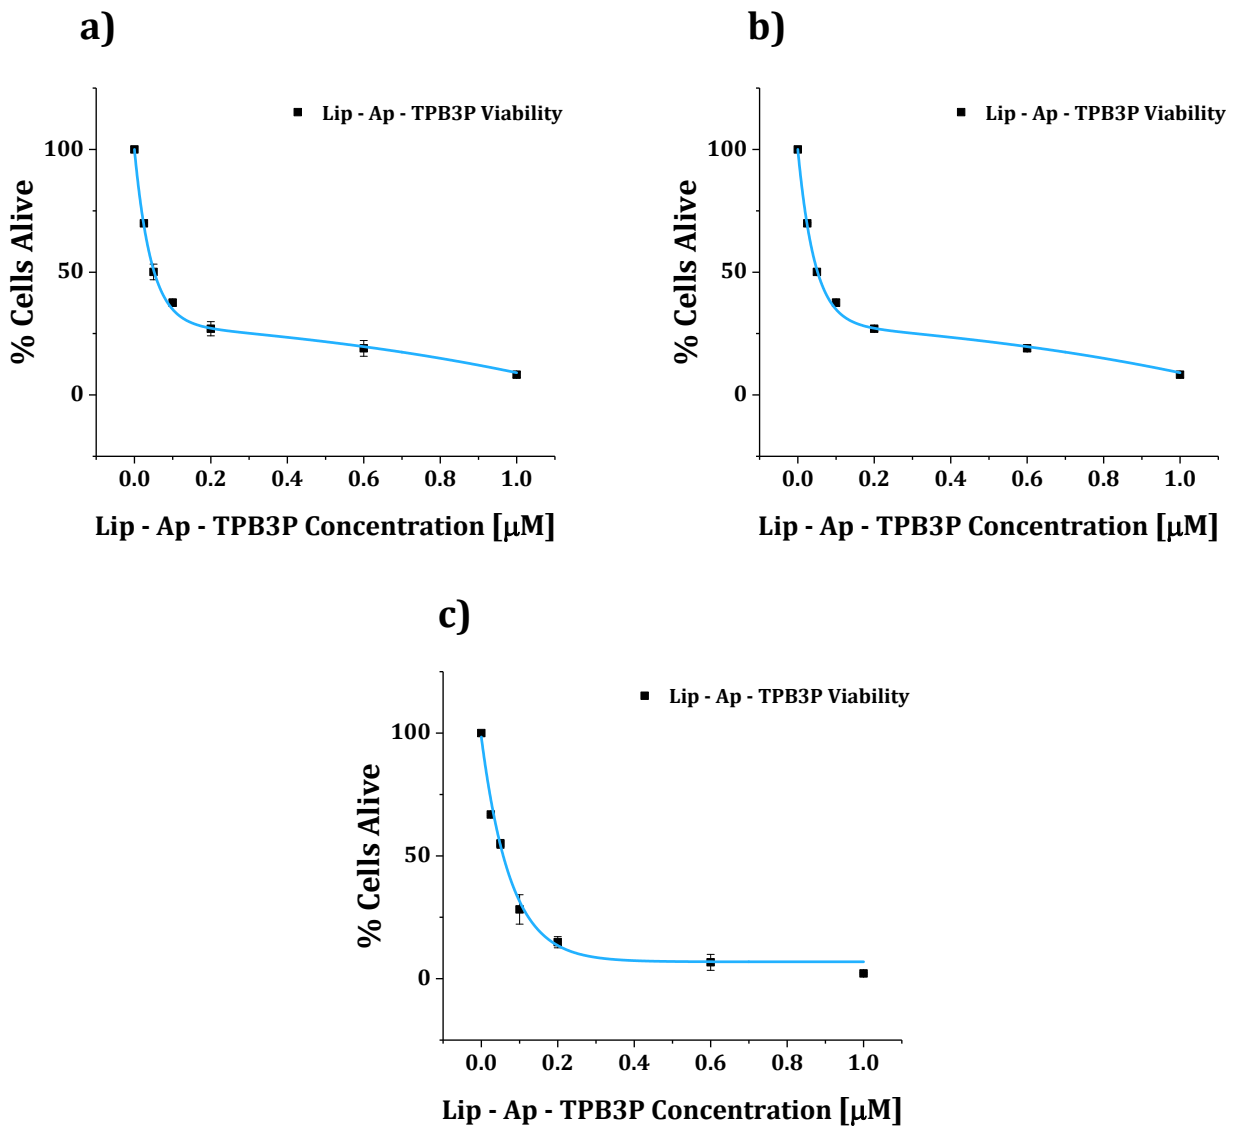 a)
Lip - Ap - TPB3P Viability
100
50
0
% Cells Alive
0.0 0.2 0.4 0.6 0.8 1.0
Lip - Ap - TPB3P Concentration [μM]
b)
Lip - Ap - TPB3P Viability
100
50
0
% Cells Alive
0.0 0.2 0.4 0.6 0.8 1.0
Lip - Ap - TPB3P Concentration [μM]
c)
Lip - Ap - TPB3P Viability
100
50
0
% Cells Alive
0.0 0.2 0.4 0.6 0.8 1.0
Lip - Ap - TPB3P Concentration [μM]